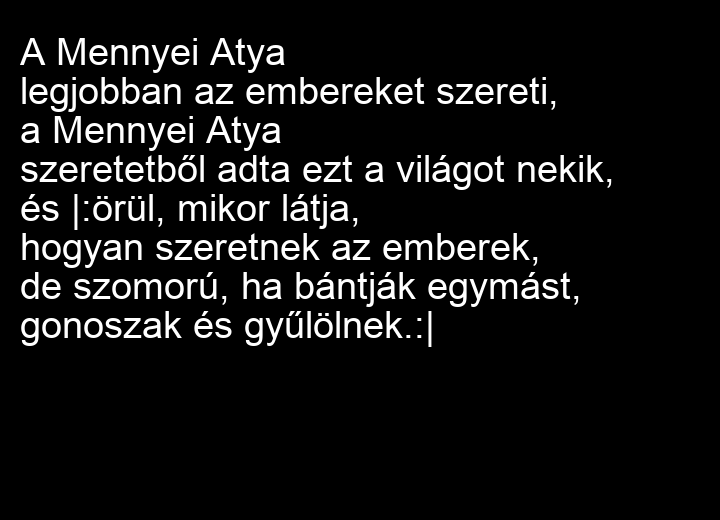 A Mennyei Atya
legjobban az embereket szereti,
a Mennyei Atya
szeretetből adta ezt a világot nekik,
és |:örül, mikor látja,
hogyan szeretnek az emberek,
de szomorú, ha bántják egymást,
gonoszak és gyűlölnek.:|